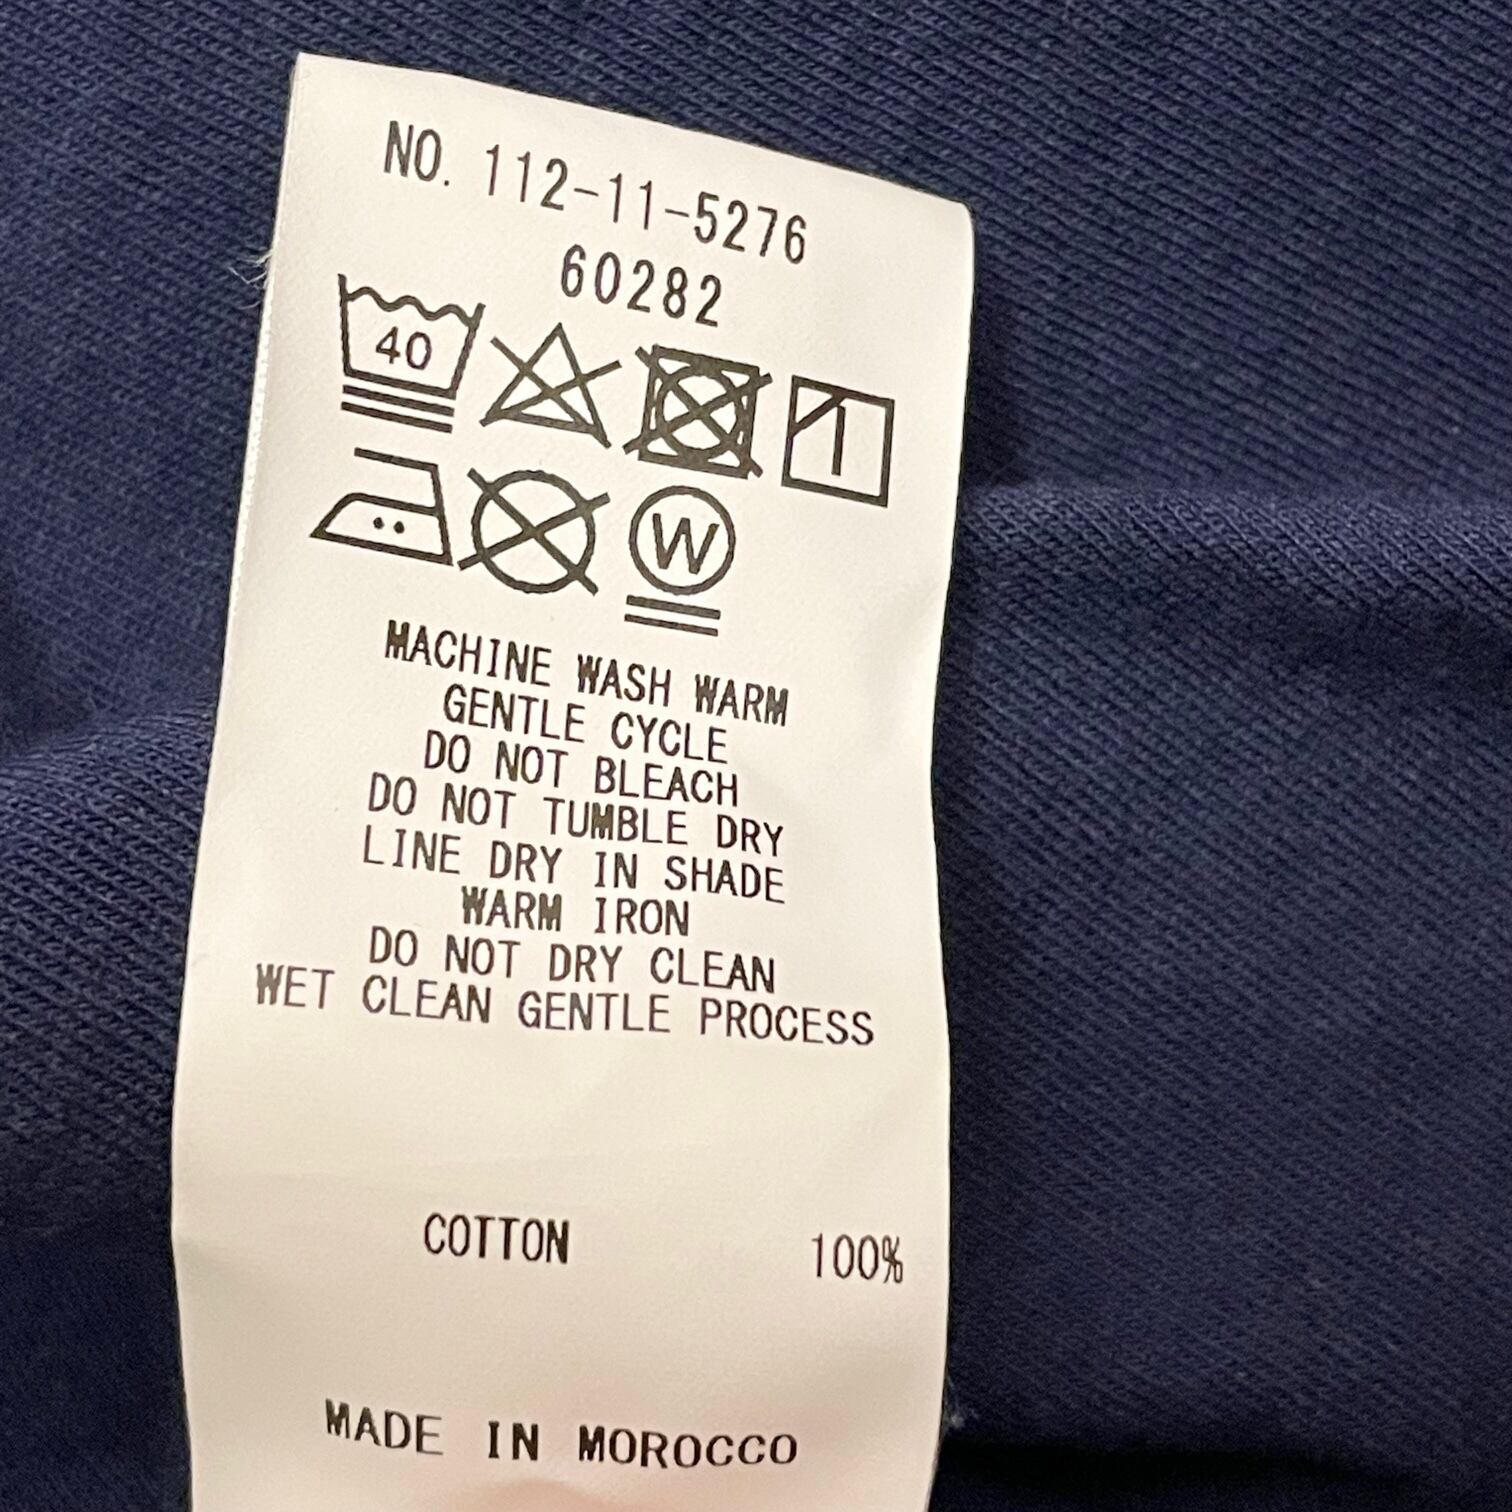 NO. 112-11-5276
60282
40
W
MACHINE WASH WARM
GENTLE CYCLE
DO NOT BLEACH
DO NOT TUMBLE DRY
LINE DRY IN SHADE
WARM IRON
DO NOT DRY CLEAN
WET CLEAN GENTLE PROCESS
COTTON 100%
MADE IN MOROCCO